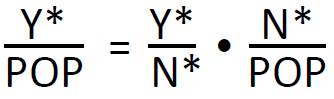 Y*/POP = Y*/N* • N*/POP